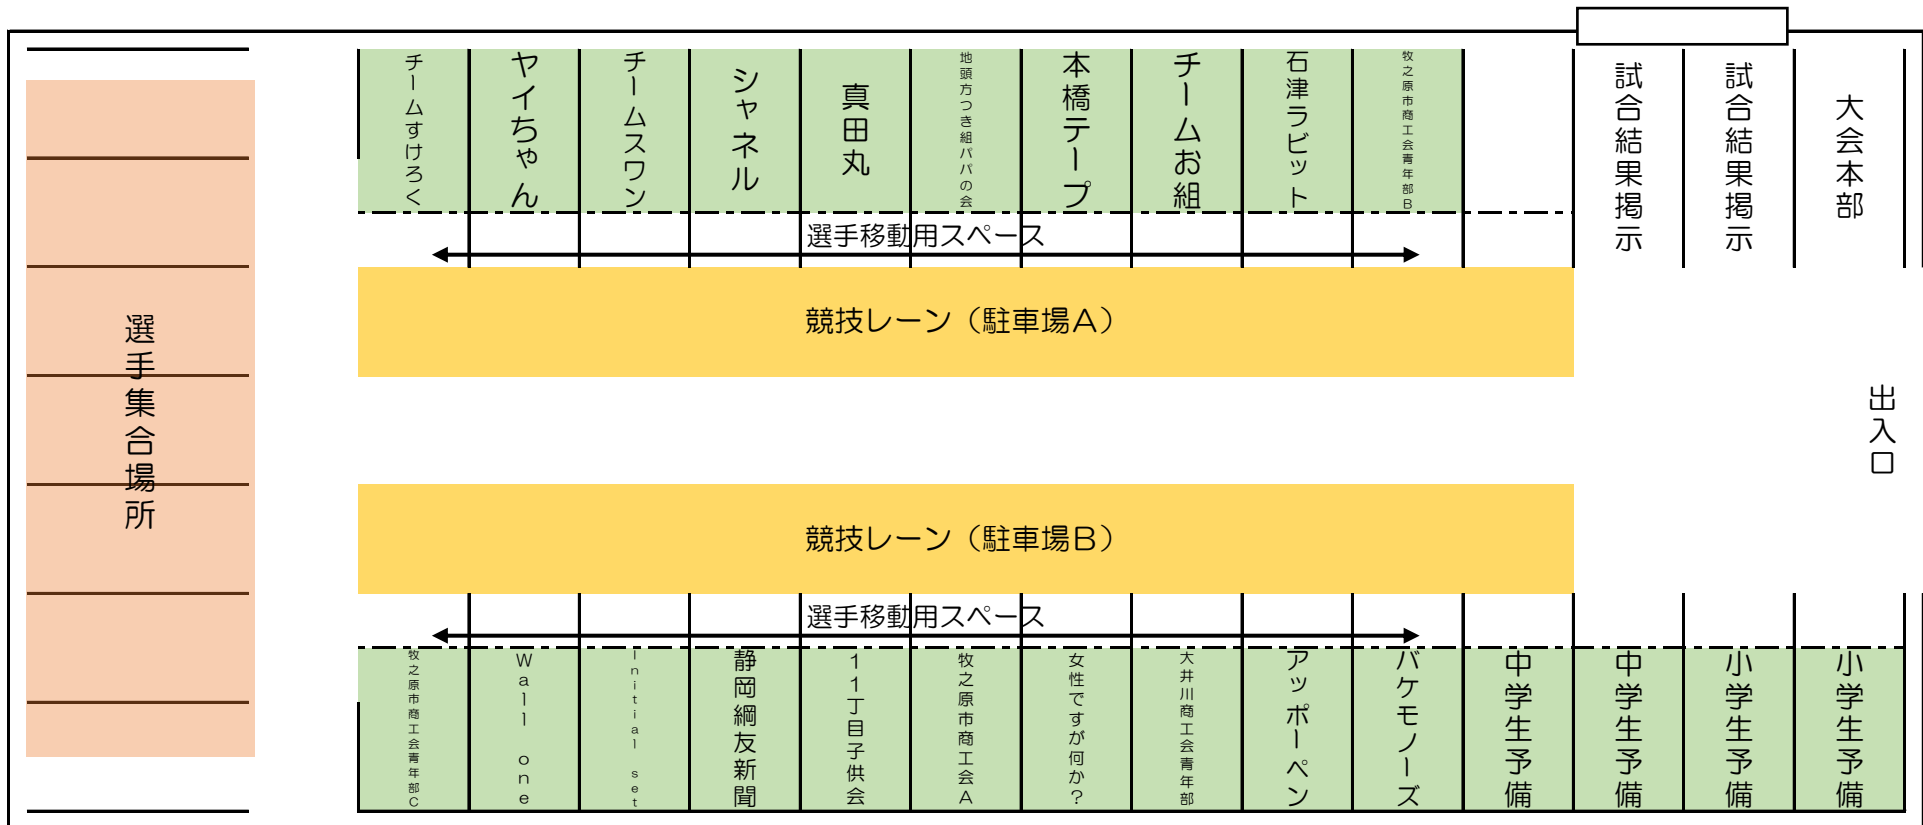 選手集合場所
チームすけろく
ヤイちゃん
チームスワン
シャネル
真田丸
地頭方つき組パパの会
本橋テープ
チームお組
石津ラビット
牧之原市商工会青年部B
試合結果掲示
試合結果掲示
大会本部
選手移動用スペース
競技レーン（駐車場A）
出入口
競技レーン（駐車場B）
選手移動用スペース
牧之原市商工会青年部C
Wall one
Initial set
静岡綱友新聞
11丁目子供会
牧之原市商工会A
女性ですが何か？
大井川商工会青年部
アッポーペン
バケモノーズ
中学生予備
中学生予備
小学生予備
小学生予備